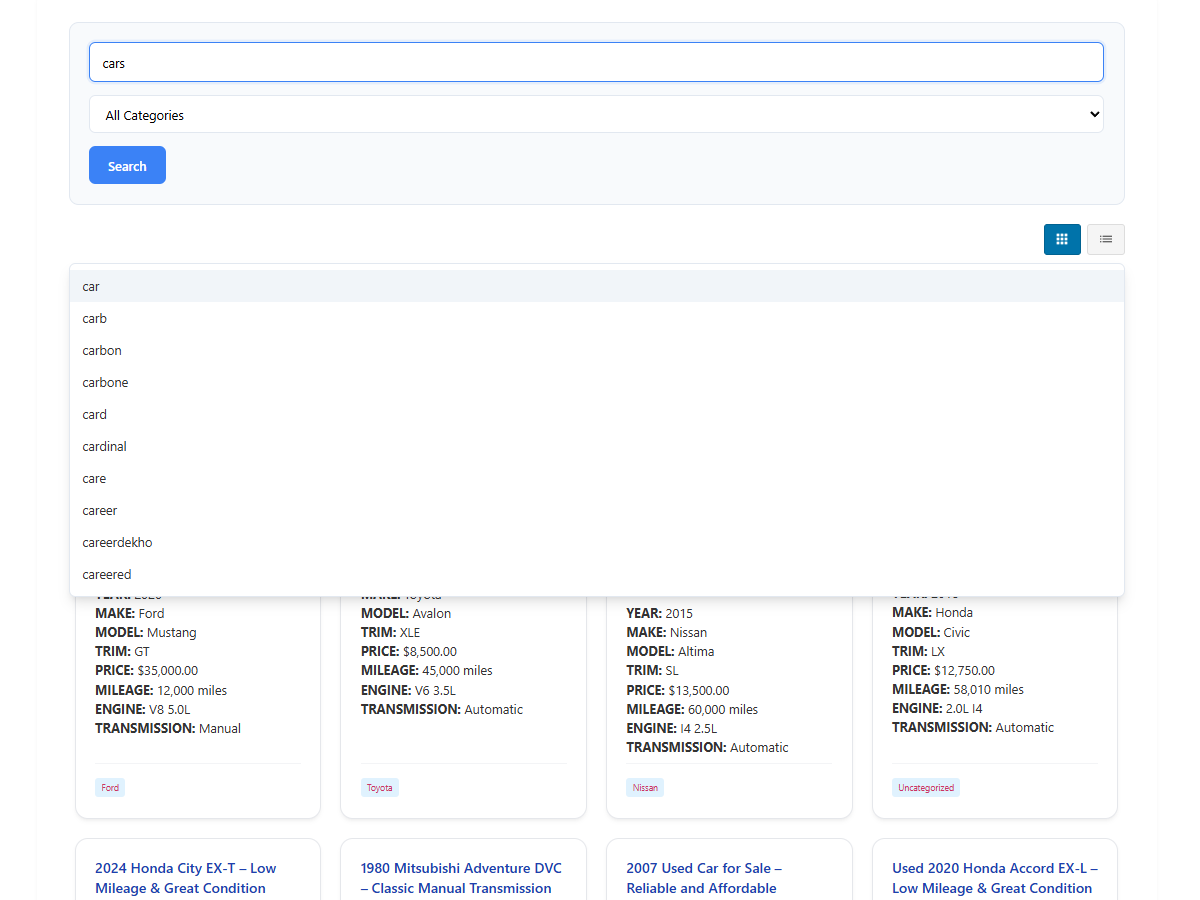 cars
All Categories
Search
car
carb
carbon
carbone
card
cardinal
care
career
careerdekho
careered
MAKE: Ford
MODEL: Mustang
TRIM: GT
PRICE: $35,000.00
MILEAGE: 12,000 miles
ENGINE: V8 5.0L
TRANSMISSION: Manual
Ford
MAKE: Toyota
MODEL: Avalon
TRIM: XLE
PRICE: $8,500.00
MILEAGE: 45,000 miles
ENGINE: V6 3.5L
TRANSMISSION: Automatic
Toyota
YEAR: 2015
MAKE: Nissan
MODEL: Altima
TRIM: SL
PRICE: $13,500.00
MILEAGE: 60,000 miles
ENGINE: I4 2.5L
TRANSMISSION: Automatic
Nissan
MAKE: Honda
MODEL: Civic
TRIM: LX
PRICE: $12,750.00
MILEAGE: 58,010 miles
ENGINE: 2.0L I4
TRANSMISSION: Automatic
Uncategorized
2024 Honda City EX-T – Low
Mileage & Great Condition
1980 Mitsubishi Adventure DVC
– Classic Manual Transmission
2007 Used Car for Sale –
Reliable and Affordable
Used 2020 Honda Accord EX-L –
Low Mileage & Great Condition